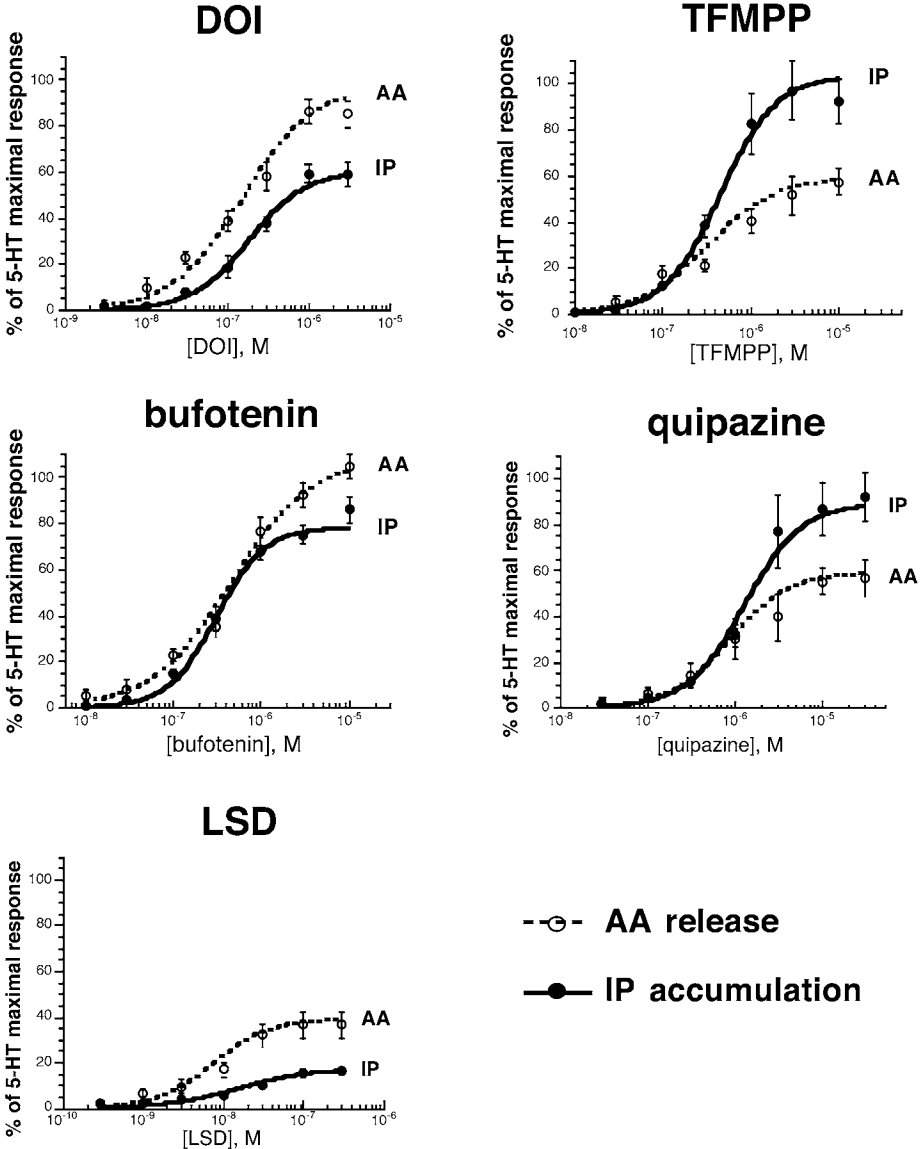 DOI
% of 5-HT maximal response
100
80
60
40
20
0
AA
IP
10-9 10-8 10-7 10-6 10-5
[DOI], M
TFMPP
% of 5-HT maximal response
100
80
60
40
20
0
IP
AA
10-8 10-7 10-6 10-5
[TFMPP], M
bufotenin
% of 5-HT maximal response
100
80
60
40
20
0
AA
IP
10-8 10-7 10-6 10-5
[bufotenin], M
quipazine
% of 5-HT maximal response
100
80
60
40
20
0
IP
AA
10-8 10-7 10-6 10-5
[quipazine], M
LSD
% of 5-HT maximal response
100
80
60
40
20
0
AA
IP
10-10 10-9 10-8 10-7 10-6
[LSD], M
AA release
IP accumulation